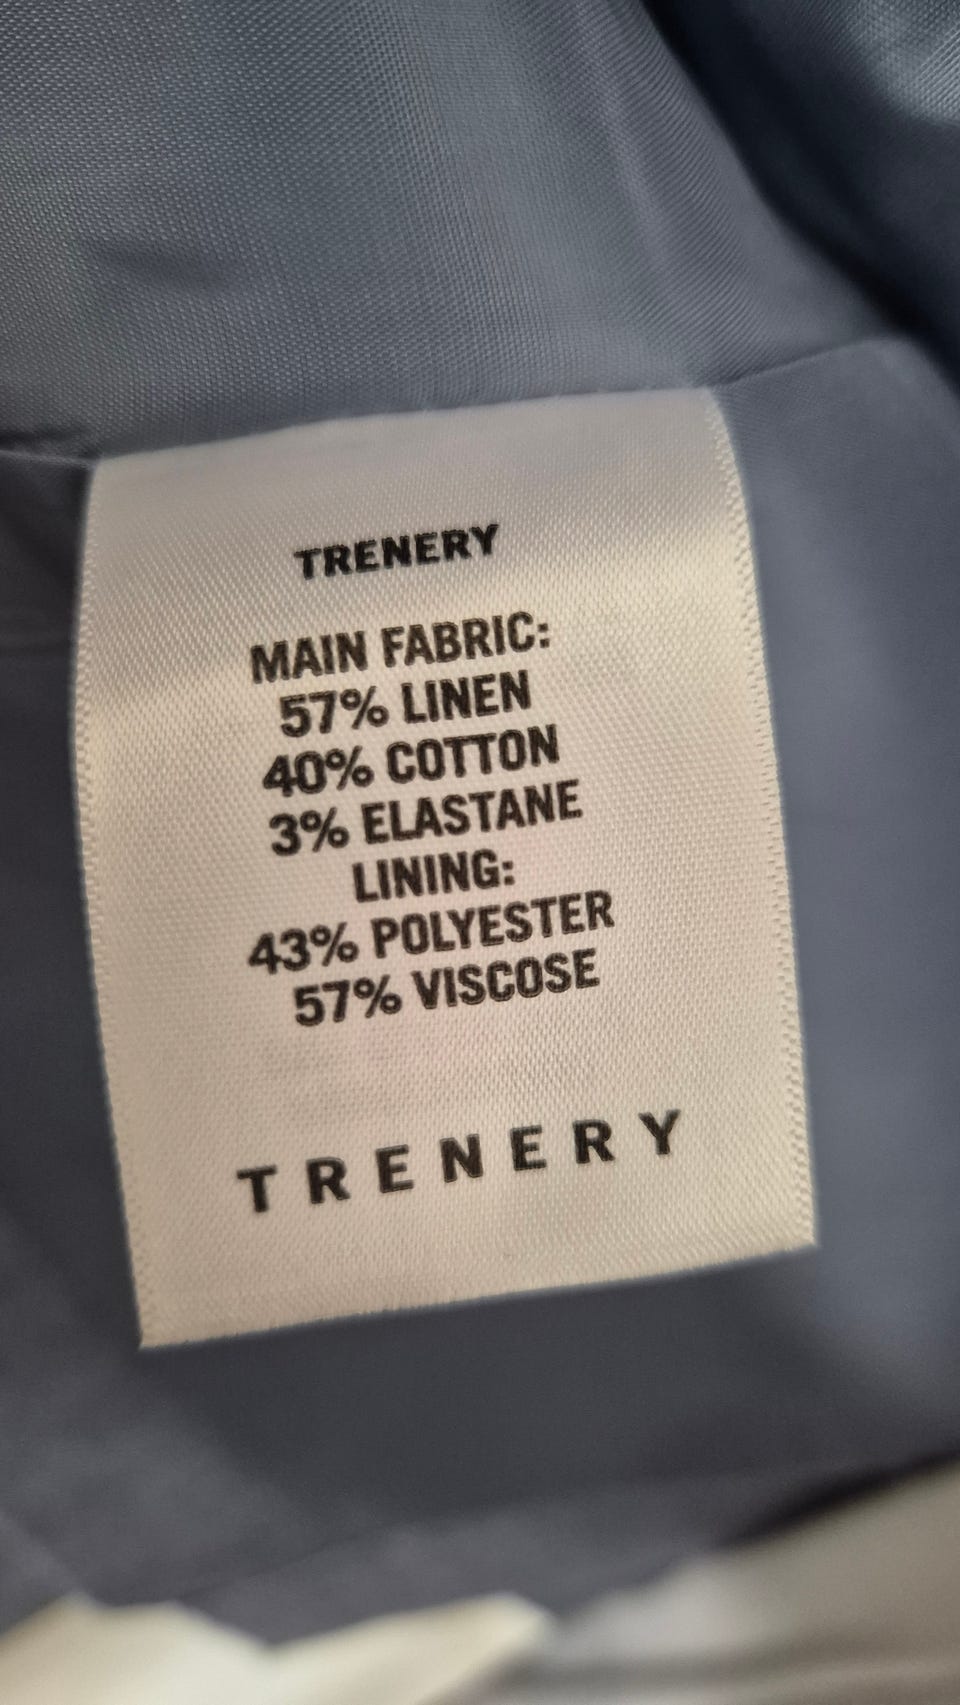 TRENERY
MAIN FABRIC:
57% LINEN
40% COTTON
3% ELASTANE
LINING:
43% POLYESTER
57% VISCOSE
TRENERY